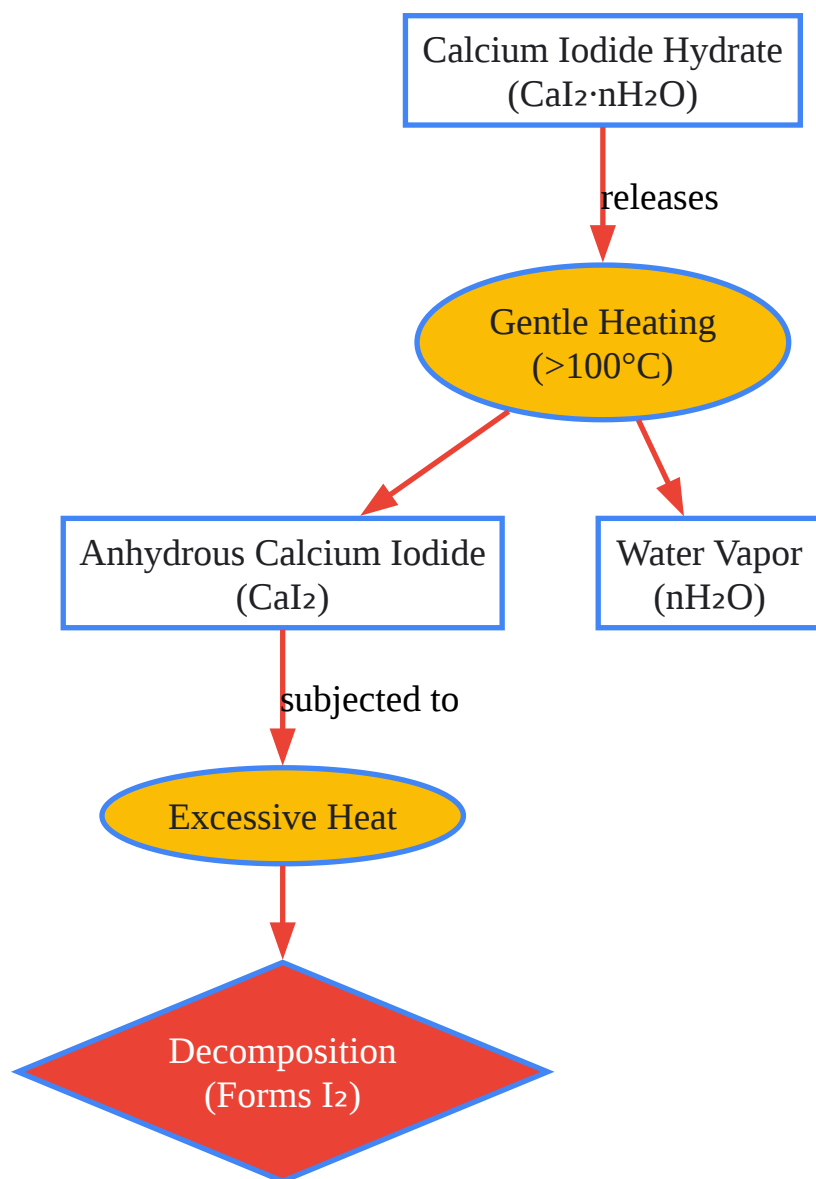 Calcium Iodide Hydrate
(CaI₂·nH₂O)
releases
Gentle Heating
(>100°C)
Anhydrous Calcium Iodide
(CaI₂)
Water Vapor
(nH₂O)
subjected to
Excessive Heat
Decomposition
(Forms I₂)